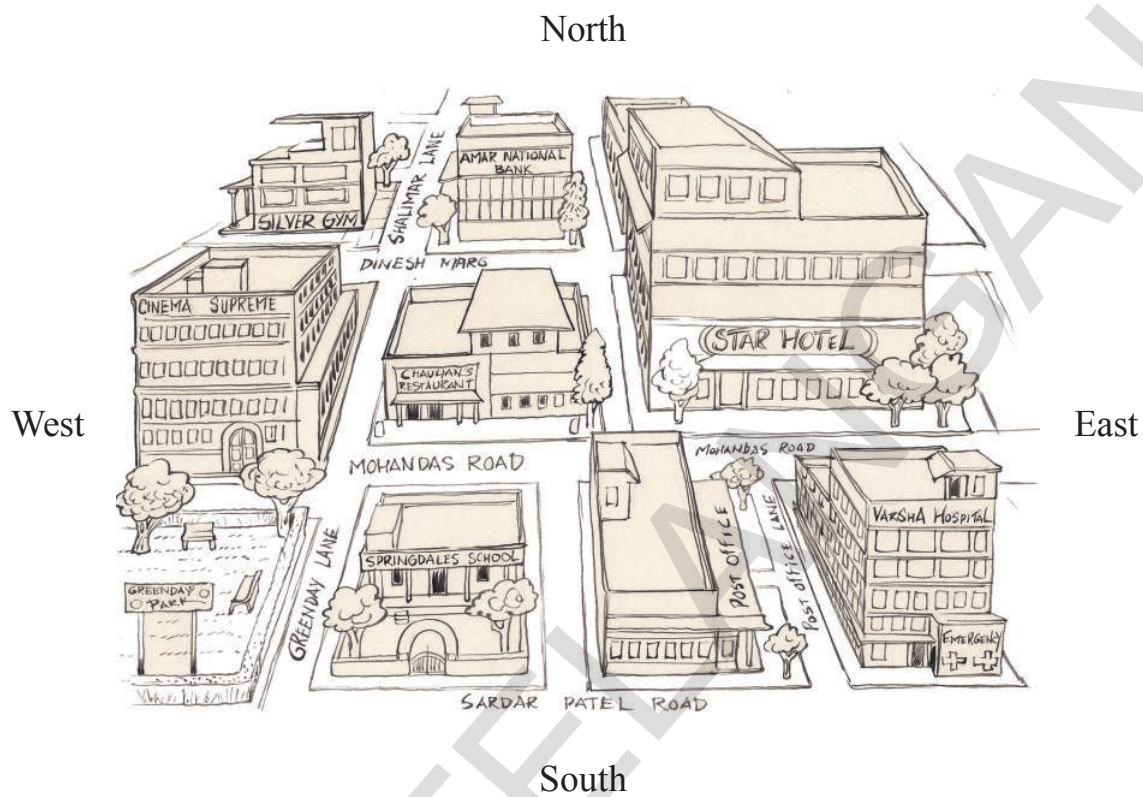 North
SHALIMAR LANE
AMAR NATIONAL
BANK
SILVER GYM
DINESH MARG
CINEMA SUPREME
STAR HOTEL
CHAUHAN'S
RESTAURANT
West
East
MOHANDAS ROAD
MOHANDAS ROAD
VARSHA HOSPITAL
POST OFFICE
POST OFFICE LANE
SPRINGDALES SCHOOL
GREENDAY LANE
GREENDAY
PARK
EMERGENCY
SARDAR PATEL ROAD
South